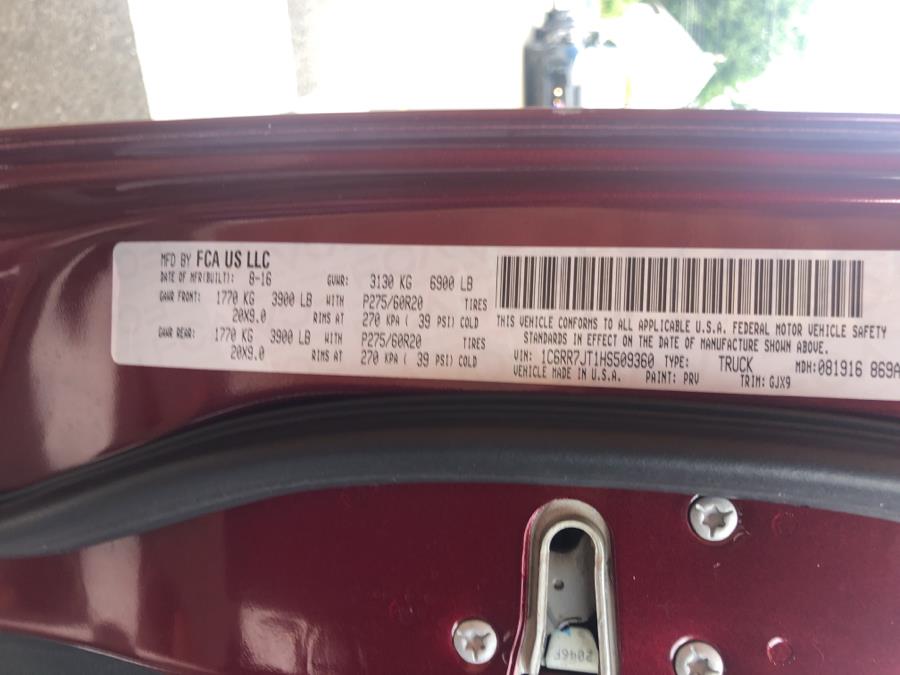 MFD BY FCA US LLC
DATE OF MFR(BUILT): 8-16 GVWR: 3130 KG 6900 LB
GAWR FRONT: 1770 KG 3900 LB WITH P275/60R20 TIRES
20X9.0 RIMS AT 270 KPA ( 39 PSI) COLD
GAWR REAR: 1770 KG 3900 LB WITH P275/60R20 TIRES
20X9.0 RIMS AT 270 KPA ( 39 PSI) COLD
THIS VEHICLE CONFORMS TO ALL APPLICABLE U.S.A. FEDERAL MOTOR VEHICLE SAFETY
STANDARDS IN EFFECT ON THE DATE OF MANUFACTURE SHOWN ABOVE.
VIN: 1C6RR7JT1HS509360 TYPE: TRUCK MDH:081916 869A
VEHICLE MADE IN U.S.A. PAINT: PRV TRIM: GJX9
2046F